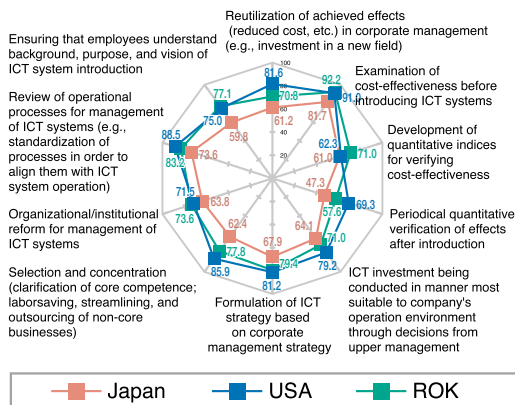 Reutilization of achieved effects
(reduced cost, etc.) in corporate management
(e.g., investment in a new field)
Ensuring that employees understand
background, purpose, and vision of
ICT system introduction
Examination of
cost-effectiveness before
introducing ICT systems
Review of operational
processes for management
of ICT systems (e.g.,
standardization of
processes in order to
align them with ICT
system operation)
Development of
quantitative indices
for verifying
cost-effectiveness
Organizational/institutional
reform for management of
ICT systems
Periodical quantitative
verification of effects
after introduction
Selection and concentration
(clarification of core competence;
laborsaving, streamlining, and
outsourcing of non-core
businesses)
Formulation of ICT
strategy based
on corporate
management strategy
ICT investment being
conducted in manner most
suitable to company's
operation environment
through decisions from
upper management
100
80
60
40
20
81.6
70.8
61.2
92.2
81.7
62.3
61.0
71.0
47.3
57.6
69.3
64.1
71.0
79.2
67.9
79.4
81.2
62.4
77.8
85.9
63.8
71.5
73.6
88.5
83.2
73.6
77.1
75.0
59.8
Japan USA ROK